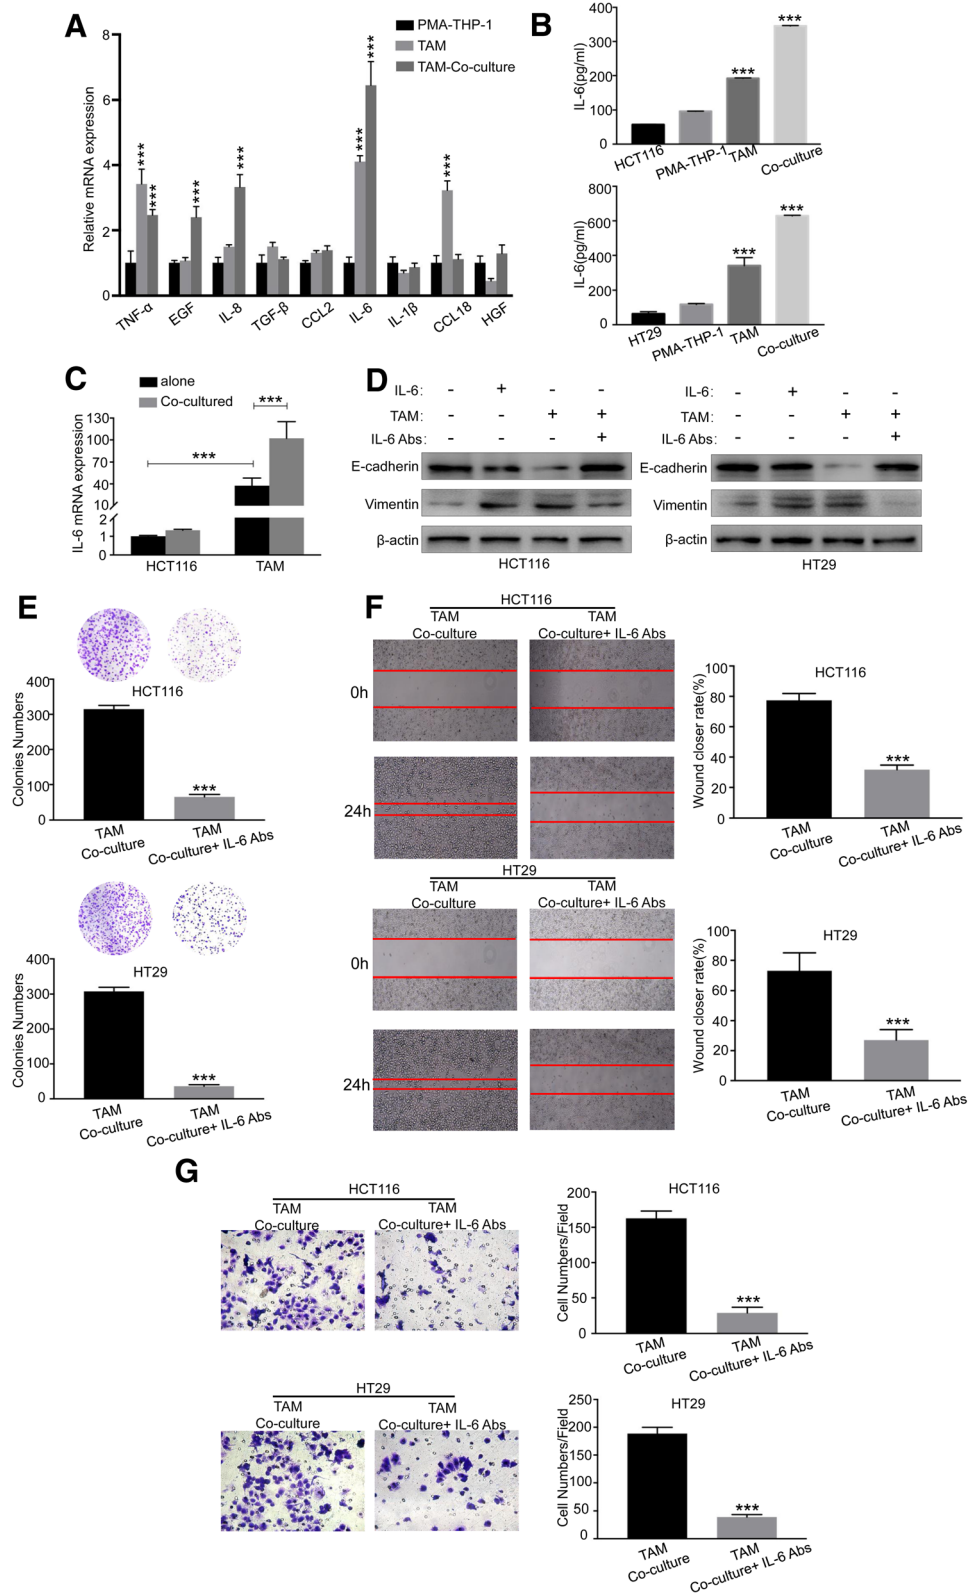 A
PMA-THP-1
TAM
TAM-Co-culture
Relative mRNA expression
8
6
4
2
0
***
***
***
***
***
***
***
TNF-α
EGF
IL-8
TGF-β
CCL2
IL-6
IL-1β
CCL18
HGF
B
IL-6(pg/ml)
400
300
200
100
0
***
***
HCT116
PMA-THP-1
TAM
Co-culture
IL-6(pg/ml)
800
600
400
200
0
***
***
HT29
PMA-THP-1
TAM
Co-culture
C
alone
Co-cultured
IL-6 mRNA expression
130
100
70
40
10
2
1
0
***
***
HCT116
TAM
D
IL-6: - + - -
TAM: - - + +
IL-6 Abs: - - - +
E-cadherin
Vimentin
β-actin
HCT116
IL-6: - + - -
TAM: - - + +
IL-6 Abs: - - - +
E-cadherin
Vimentin
β-actin
HT29
E
HCT116
Colonies Numbers
400
300
200
100
0
***
TAM
Co-culture
TAM
Co-culture+ IL-6 Abs
HT29
Colonies Numbers
400
300
200
100
0
***
TAM
Co-culture
TAM
Co-culture+ IL-6 Abs
F
HCT116
TAM
Co-culture
TAM
Co-culture+ IL-6 Abs
0h
24h
HCT116
Wound closer rate(%)
100
80
60
40
20
0
***
TAM
Co-culture
TAM
Co-culture+ IL-6 Abs
HT29
TAM
Co-culture
TAM
Co-culture+ IL-6 Abs
0h
24h
HT29
Wound closer rate(%)
100
80
60
40
20
0
***
TAM
Co-culture
TAM
Co-culture+ IL-6 Abs
G
HCT116
TAM
Co-culture
TAM
Co-culture+ IL-6 Abs
HCT116
Cell Numbers/Field
200
150
100
50
0
***
TAM
Co-culture
TAM
Co-culture+ IL-6 Abs
HT29
TAM
Co-culture
TAM
Co-culture+ IL-6 Abs
HT29
Cell Numbers/Field
250
200
150
100
50
0
***
TAM
Co-culture
TAM
Co-culture+ IL-6 Abs